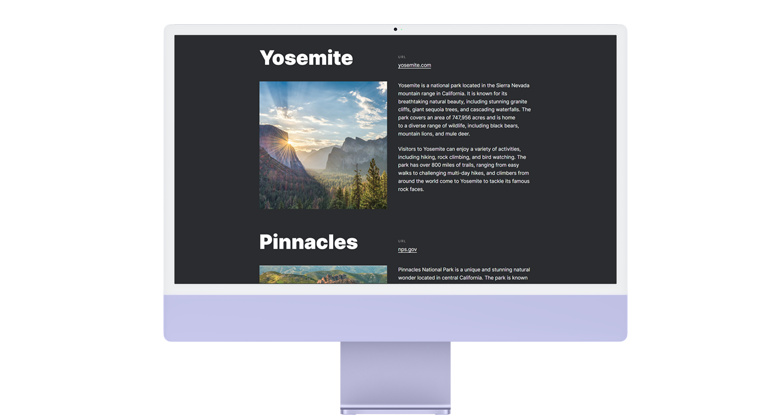 Yosemite
URL
yosemite.com
Yosemite is a national park located in the Sierra Nevada
mountain range in California. It is known for its
breathtaking natural beauty, including stunning granite
cliffs, giant sequoia trees, and cascading waterfalls. The
park covers an area of 747,956 acres and is home
to a diverse range of wildlife, including black bears,
mountain lions, and mule deer.
Visitors to Yosemite can enjoy a variety of activities,
including hiking, rock climbing, and bird watching. The
park has over 800 miles of trails, ranging from easy
walks to challenging multi-day hikes, and climbers from
around the world come to Yosemite to tackle its famous
rock faces.
Pinnacles
URL
nps.gov
Pinnacles National Park is a unique and stunning natural
wonder located in central California. The park is known